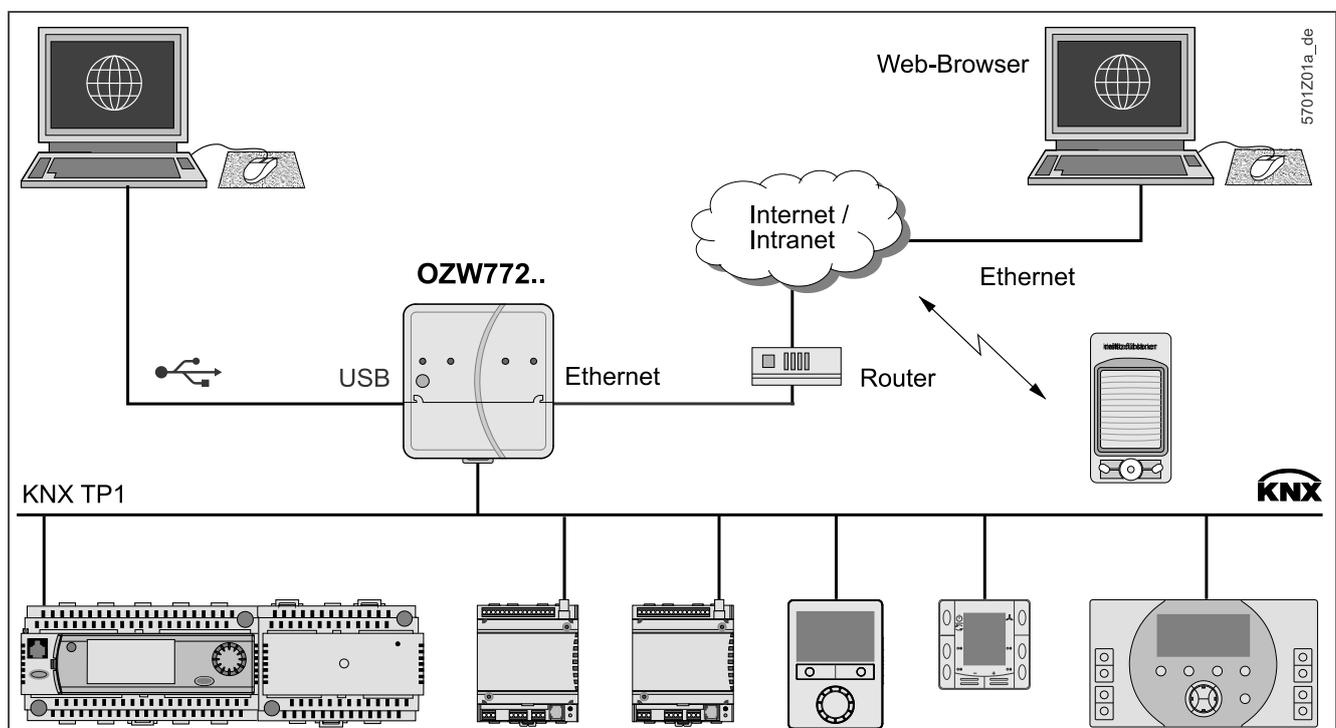 Web-Browser
5701Z01a_de
Internet /
Intranet
OZW772..
Ethernet
USB
Ethernet
Router
KNX TP1
KNX